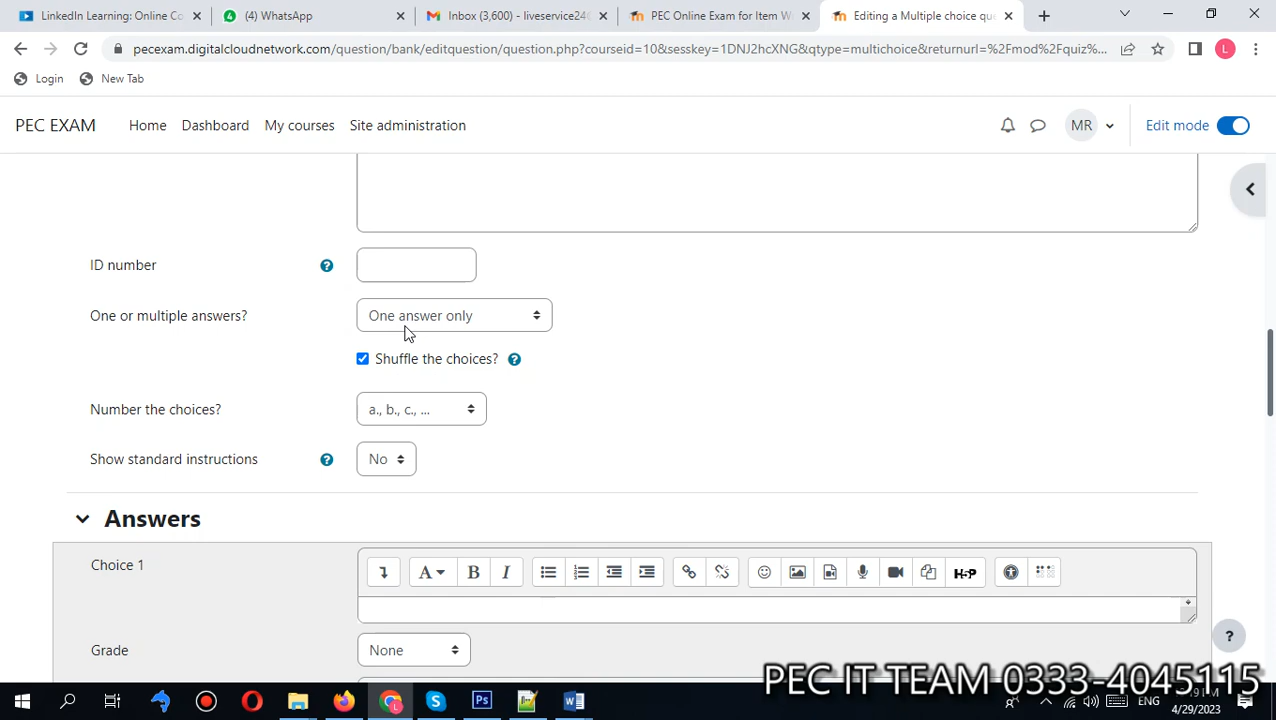 LinkedIn Learning: Online Co
(4) WhatsApp
Inbox (3,600) - liveservice24
PEC Online Exam for Item W
Editing a Multiple choice qu
pecexam.digitalcloudnetwork.com/question/bank/editquestion/question.php?courseid=10&sesskey=1DNJ2hcXNG&qtype=multichoice&returnurl=%2Fmod%2Fquiz%2...
L
Login
New Tab
PEC EXAM
Home
Dashboard
My courses
Site administration
MR
Edit mode
ID number
One or multiple answers?
One answer only
Shuffle the choices?
Number the choices?
a., b., c., ...
Show standard instructions
No
Answers
Choice 1
A
B
I
H-P
Grade
None
?
PEC IT TEAM 0333-4045115
ENG
4/29/2023